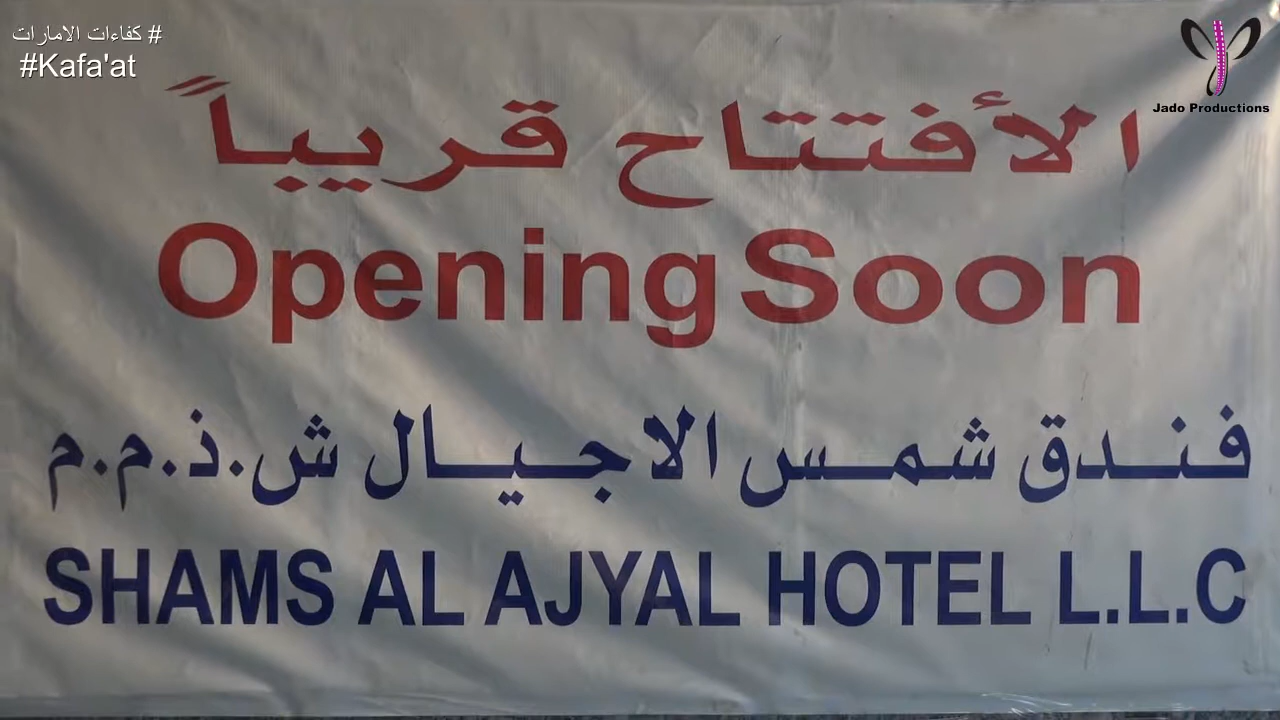 # كفاءات الامارات
#Kafa'at
Jado Productions
الأفتتاح قريباً
Opening Soon
فندق شمس الاجيال ش.ذ.م.م
SHAMS AL AJYAL HOTEL L.L.C